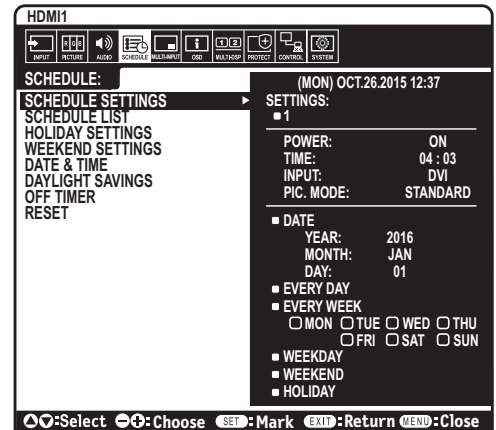 HDMI1
INPUT PICTURE AUDIO SCHEDULE MULTI-INPUT OSD MULTI-DSP PROTECT CONTROL SYSTEM
SCHEDULE:
SCHEDULE SETTINGS
SCHEDULE LIST
HOLIDAY SETTINGS
WEEKEND SETTINGS
DATE & TIME
DAYLIGHT SAVINGS
OFF TIMER
RESET
(MON) OCT.26.2015 12:37
SETTINGS:
1
POWER: ON
TIME: 04 : 03
INPUT: DVI
PIC. MODE: STANDARD
DATE
YEAR: 2016
MONTH: JAN
DAY: 01
EVERY DAY
EVERY WEEK
MON TUE WED THU
FRI SAT SUN
WEEKDAY
WEEKEND
HOLIDAY
:Select :Choose SET :Mark EXIT :Return MENU :Close